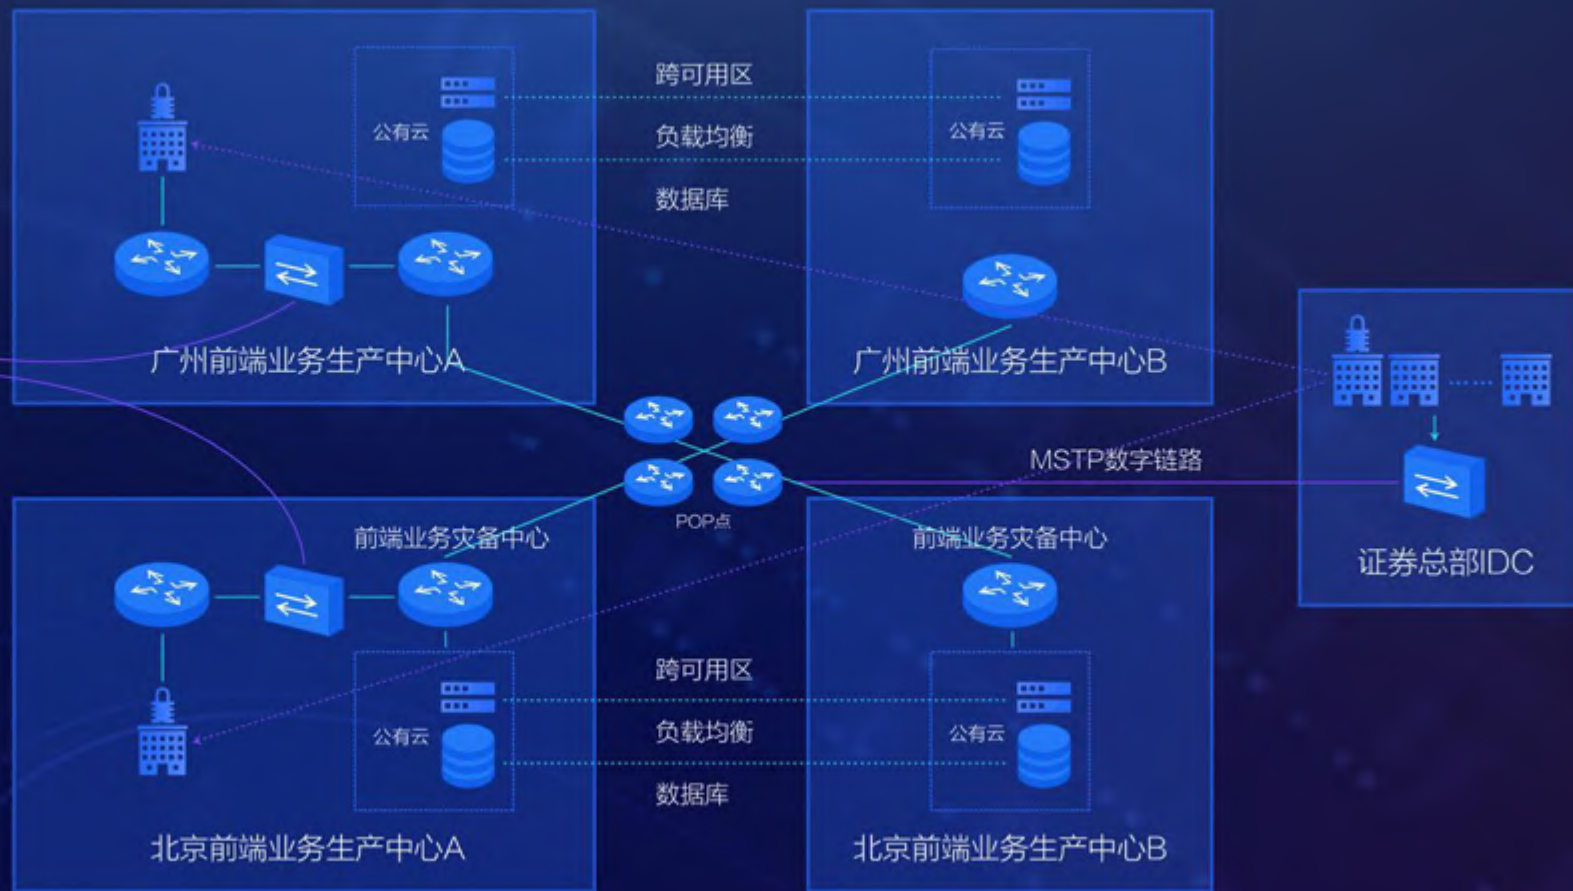 跨可用区
公有云
负载均衡
公有云
数据库
广州前端业务生产中心A
广州前端业务生产中心B
MSTP数字链路
POP点
前端业务灾备中心
前端业务灾备中心
证券总部IDC
跨可用区
公有云
负载均衡
公有云
数据库
北京前端业务生产中心A
北京前端业务生产中心B